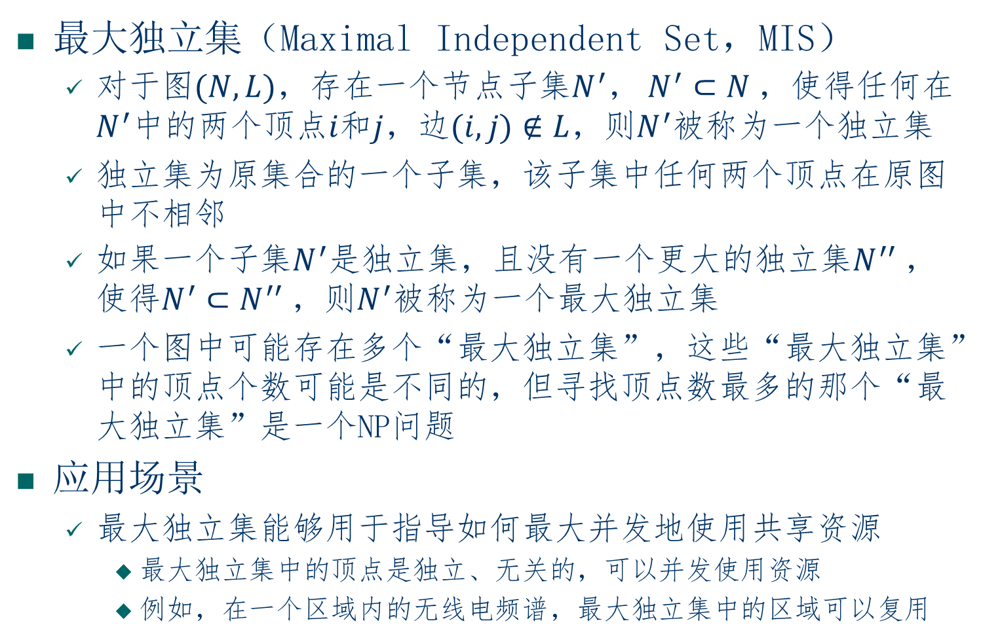 最大独立集（Maximal Independent Set，MIS）
对于图(N,L)，存在一个节点子集N′， N′ ⊂ N ，使得任何在
N′中的两个顶点i和j，边(i,j) ∉ L，则N′被称为一个独立集
独立集为原集合的一个子集，该子集中任何两个顶点在原图
中不相邻
如果一个子集N′是独立集，且没有一个更大的独立集N″ ，
使得N′ ⊂ N″ ，则N′被称为一个最大独立集
一个图中可能存在多个“最大独立集”，这些“最大独立集”
中的顶点个数可能是不同的，但寻找顶点数最多的那个“最
大独立集”是一个NP问题
应用场景
最大独立集能够用于指导如何最大并发地使用共享资源
最大独立集中的顶点是独立、无关的，可以并发使用资源
例如，在一个区域内的无线电频谱，最大独立集中的区域可以复用